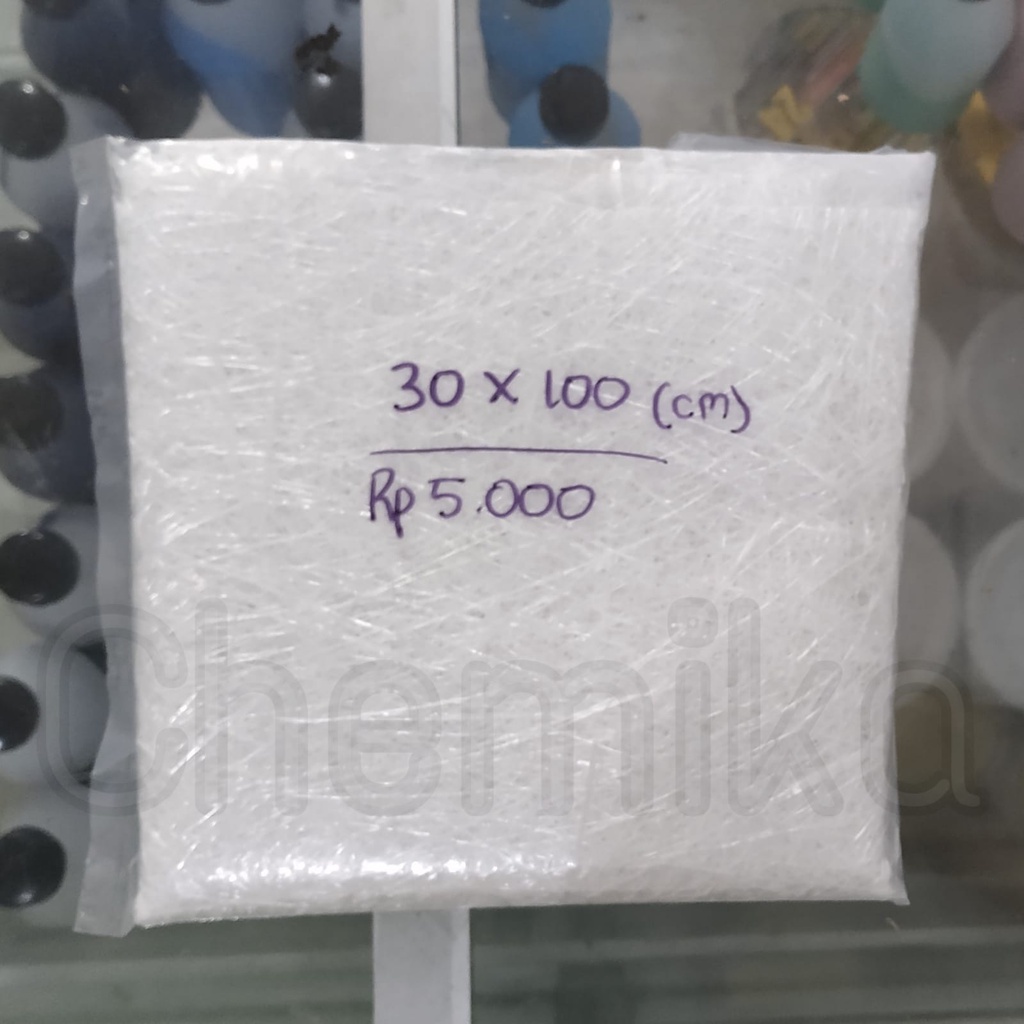 30 x 100 (cm)
Rp 5.000
Chemika